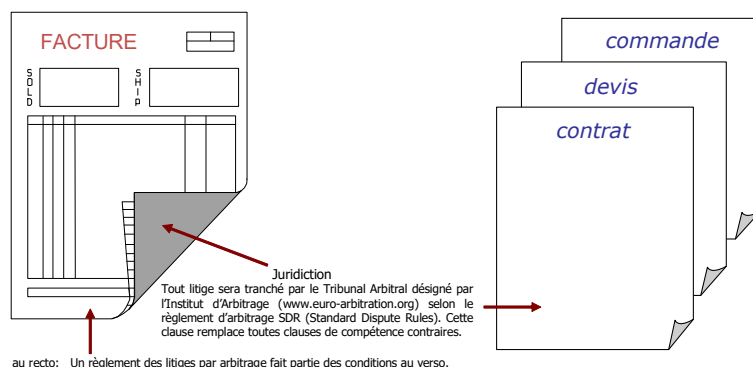 FACTURE
SOLD
SHIP
commande
devis
contrat
Juridiction
Tout litige sera tranché par le Tribunal Arbitral désigné par
l'Institut d'Arbitrage (www.euro-arbitration.org) selon le
règlement d'arbitrage SDR (Standard Dispute Rules). Cette
clause remplace toutes clauses de compétence contraires.
au recto: Un règlement des litiges par arbitrage fait partie des conditions au verso.